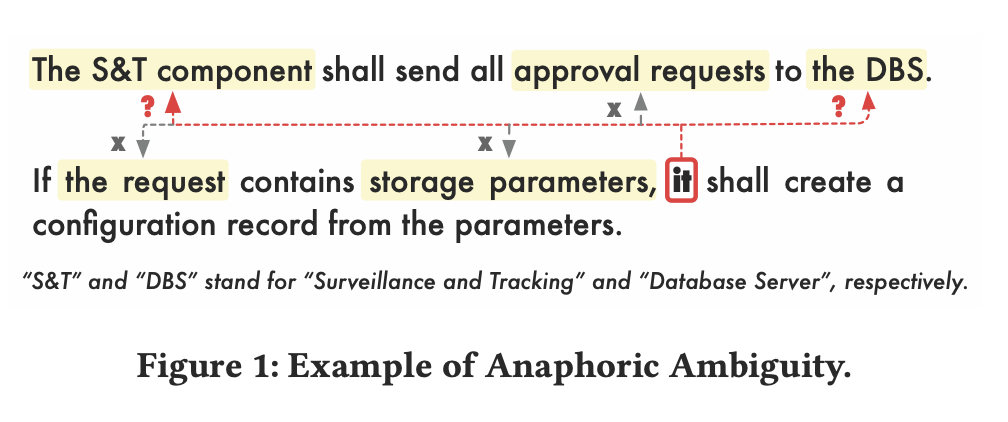 The S&T component shall send all approval requests to the DBS.
? x ?
x x
If the request contains storage parameters, it shall create a
configuration record from the parameters.
“S&T” and “DBS” stand for “Surveillance and Tracking” and “Database Server”, respectively.
Figure 1: Example of Anaphoric Ambiguity.